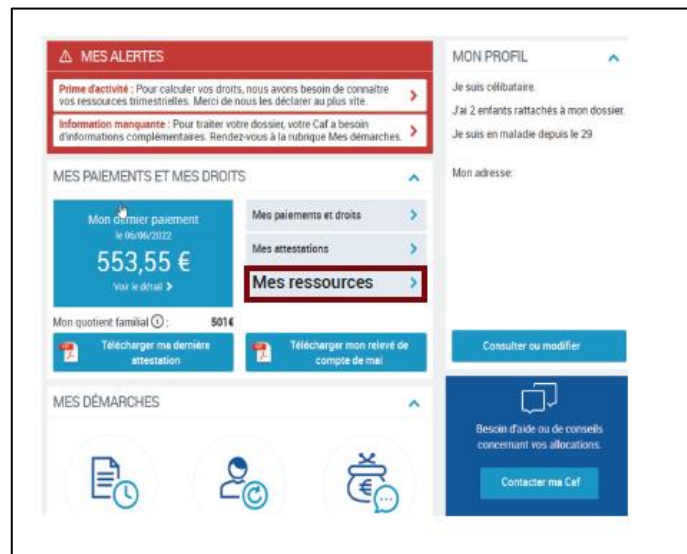 MES ALERTES
Prime d'activité : Pour calculer vos droits, nous avons besoin de connaître
vos ressources trimestrielles. Merci de nous les déclarer au plus vite.
Information manquante : Pour traiter votre dossier, votre Caf a besoin
d'informations complémentaires. Rendez-vous à la rubrique Mes démarches.
MES PAIEMENTS ET MES DROITS
Mon dernier paiement
le 06/06/2022
553,55 €
Voir le détail
Mes paiements et droits
Mes attestations
Mes ressources
Mon quotient familial i : 501€
Télécharger ma dernière
attestation
Télécharger mon relevé de
compte de mai
MES DÉMARCHES
MON PROFIL
Je suis célibataire.
J'ai 2 enfants rattachés à mon dossier.
Je suis en maladie depuis le 29
Mon adresse:
Consulter ou modifier
Besoin d'aide ou de conseils
concernant vos allocations.
Contacter ma Caf